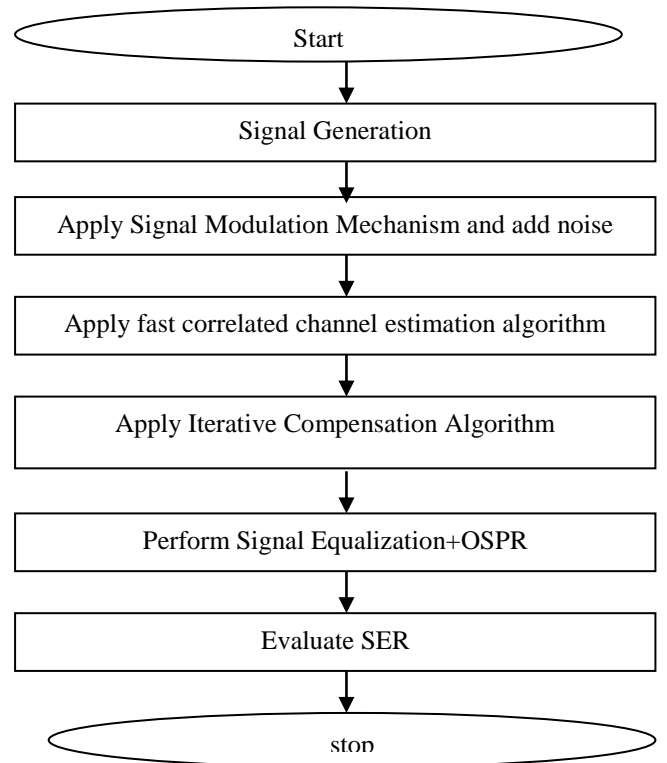 Start
Signal Generation
Apply Signal Modulation Mechanism and add noise
Apply fast correlated channel estimation algorithm
Apply Iterative Compensation Algorithm
Perform Signal Equalization+OSPR
Evaluate SER
stop